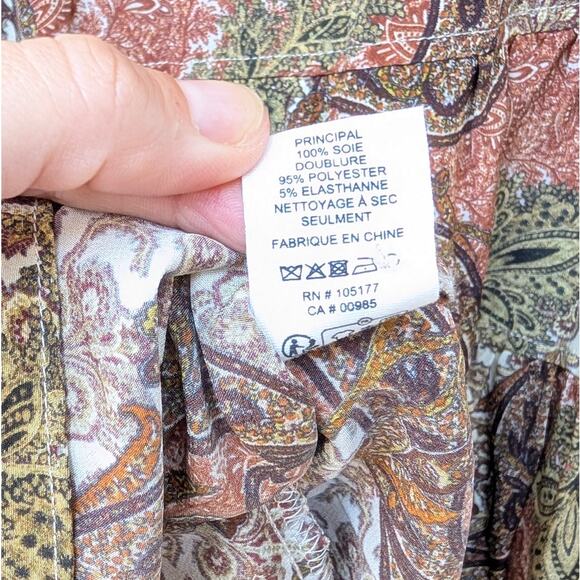 PRINCIPAL
100% SOIE
DOUBLURE
95% POLYESTER
5% ELASTHANNE
NETTOYAGE À SEC
SEULMENT
FABRIQUE EN CHINE
RN # 105177
CA # 00985